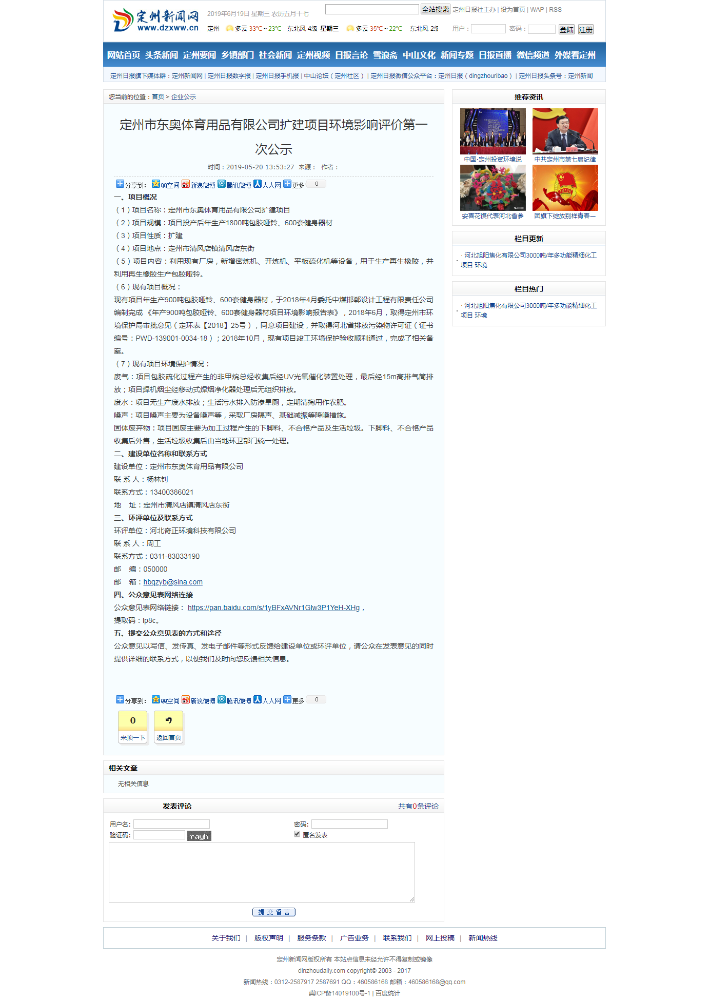 定州新闻网
www.dzxww.cn
2019年6月19日 星期三 农历五月十七
全站搜索 定州日报社主办 | 设为首页 | WAP | RSS
定州 多云 33℃～23℃ 东北风 4级 星期三 多云 35℃～22℃ 东北风 2级
用户： 密码： 登陆 注册
网站首页 头条新闻 定州要闻 乡镇部门 社会新闻 定州视频 日报言论 雪浪斋 中山文化 新闻专题 日报直播 微信频道 外媒看定州
定州日报旗下媒体群：定州新闻网 | 定州日报数字报 | 定州日报手机报 | 中山论坛（定州社区） | 定州日报微信公众平台：定州日报（dingzhouribao） | 定州日报头条号：定州新闻
您当前的位置：首页 > 企业公示
定州市东奥体育用品有限公司扩建项目环境影响评价第一
次公示
时间：2019-05-20 13:53:27 来源： 作者：
分享到： QQ空间 新浪微博 腾讯微博 人人网 更多 0
一、项目概况
（1）项目名称：定州市东奥体育用品有限公司扩建项目
（2）项目规模：项目投产后年生产1800吨包胶哑铃、600套健身器材
（3）项目性质：扩建
（4）项目地点：定州市清风店镇清风店东街
（5）项目内容：利用现有厂房，新增密炼机、开炼机、平板硫化机等设备，用于生产再生橡胶，并
利用再生橡胶生产包胶哑铃。
（6）现有项目概况：
现有项目年生产900吨包胶哑铃、600套健身器材，于2018年4月委托中煤邯郸设计工程有限责任公司
编制完成 《年产900吨包胶哑铃、600套健身器材项目环境影响报告表》，2018年6月，取得定州市环
境保护局审批意见（定环表【2018】25号），同意项目建设，并取得河北省排放污染物许可证（证书
编号：PWD-139001-0034-18）；2018年10月，现有项目竣工环境保护验收顺利通过，完成了相关备
案。
（7）现有项目环境保护情况：
废气：项目包胶硫化过程产生的非甲烷总烃收集后经UV光氧催化装置处理，最后经15m高排气筒排
放；项目焊机烟尘经移动式焊烟净化器处理后无组织排放。
废水：项目无生产废水排放；生活污水排入防渗旱厕，定期清掏用作农肥。
噪声：项目噪声主要为设备噪声等，采取厂房隔声、基础减振等降噪措施。
固体废弃物：项目固废主要为加工过程产生的下脚料、不合格产品及生活垃圾。下脚料、不合格产品
收集后外售，生活垃圾收集后由当地环卫部门统一处理。
二、建设单位名称和联系方式
建设单位：定州市东奥体育用品有限公司
联 系 人：杨林钊
联系方式：13400386021
地 址：定州市清风店镇清风店东街
三、环评单位及联系方式
环评单位：河北奇正环境科技有限公司
联 系 人：周工
联系方式：0311-83033190
邮 编：050000
邮 箱：hbqzyb@sina.com
四、公众意见表网络连接
公众意见表网络链接： https://pan.baidu.com/s/1yBFxAVNr1GIw3P1YeH-XHg，
提取码：lp8c。
五、提交公众意见表的方式和途径
公众意见以写信、发传真、发电子邮件等形式反馈给建设单位或环评单位，请公众在发表意见的同时
提供详细的联系方式，以便我们及时向您反馈相关信息。
分享到： QQ空间 新浪微博 腾讯微博 人人网 更多 0
0
来顶一下 返回首页
相关文章
无相关信息
发表评论 共有0条评论
用户名: 密码:
验证码: rayh 匿名发表
提 交 留 言
推荐资讯
中国·定州投资环境说 中共定州市第七届纪律
安喜花馍代表河北省参 团旗下绽放别样青春—
栏目更新
· 河北旭阳焦化有限公司3000吨/年多功能精细化工
项目 环境
栏目热门
· 河北旭阳焦化有限公司3000吨/年多功能精细化工
项目 环境
关于我们 | 版权声明 | 服务条款 | 广告业务 | 联系我们 | 网上投稿 | 新闻热线
定州新闻网版权所有 本站点信息未经允许不得复制或镜像
dinzhoudaily.com copyright© 2003 - 2017
新闻热线：0312-2587917 2587691 QQ：460586168 邮箱：460586168@qq.com
冀ICP备14019100号-1 | 百度统计